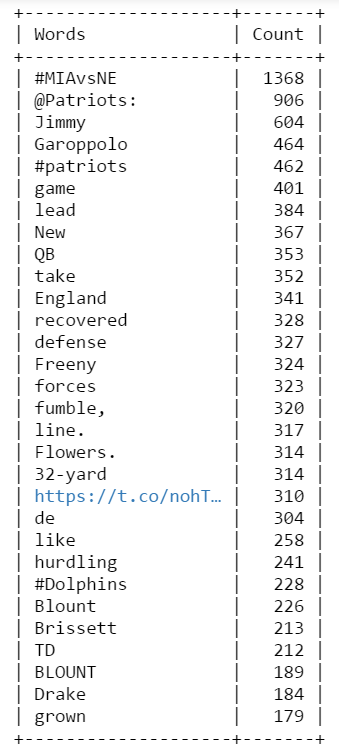 +--------------------+-------+
| Words              | Count |
+--------------------+-------+
| #MIAvsNE           |  1368 |
| @Patriots:         |   906 |
| Jimmy              |   604 |
| Garoppolo          |   464 |
| #patriots          |   462 |
| game               |   401 |
| lead               |   384 |
| New                |   367 |
| QB                 |   353 |
| take               |   352 |
| England            |   341 |
| recovered          |   328 |
| defense            |   327 |
| Freeny             |   324 |
| forces             |   323 |
| fumble,            |   320 |
| line.              |   317 |
| Flowers.           |   314 |
| 32-yard            |   314 |
| https://t.co/nohT… |   310 |
| de                 |   304 |
| like               |   258 |
| hurdling           |   241 |
| #Dolphins          |   228 |
| Blount             |   226 |
| Brissett           |   213 |
| TD                 |   212 |
| BLOUNT             |   189 |
| Drake              |   184 |
| grown              |   179 |
+--------------------+-------+